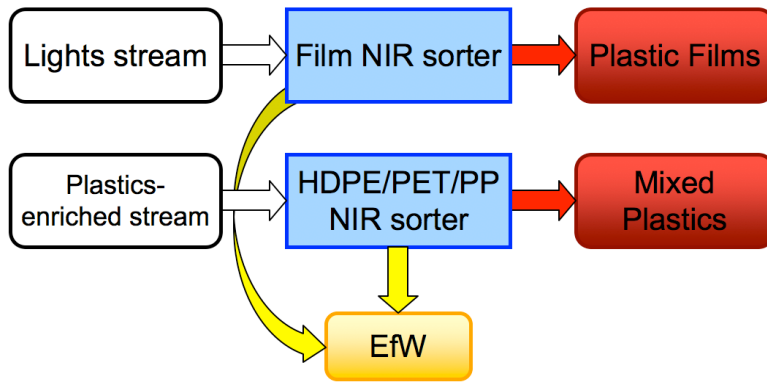 Lights stream
Film NIR sorter
Plastic Films
Plastics-
enriched stream
HDPE/PET/PP
NIR sorter
Mixed
Plastics
EfW